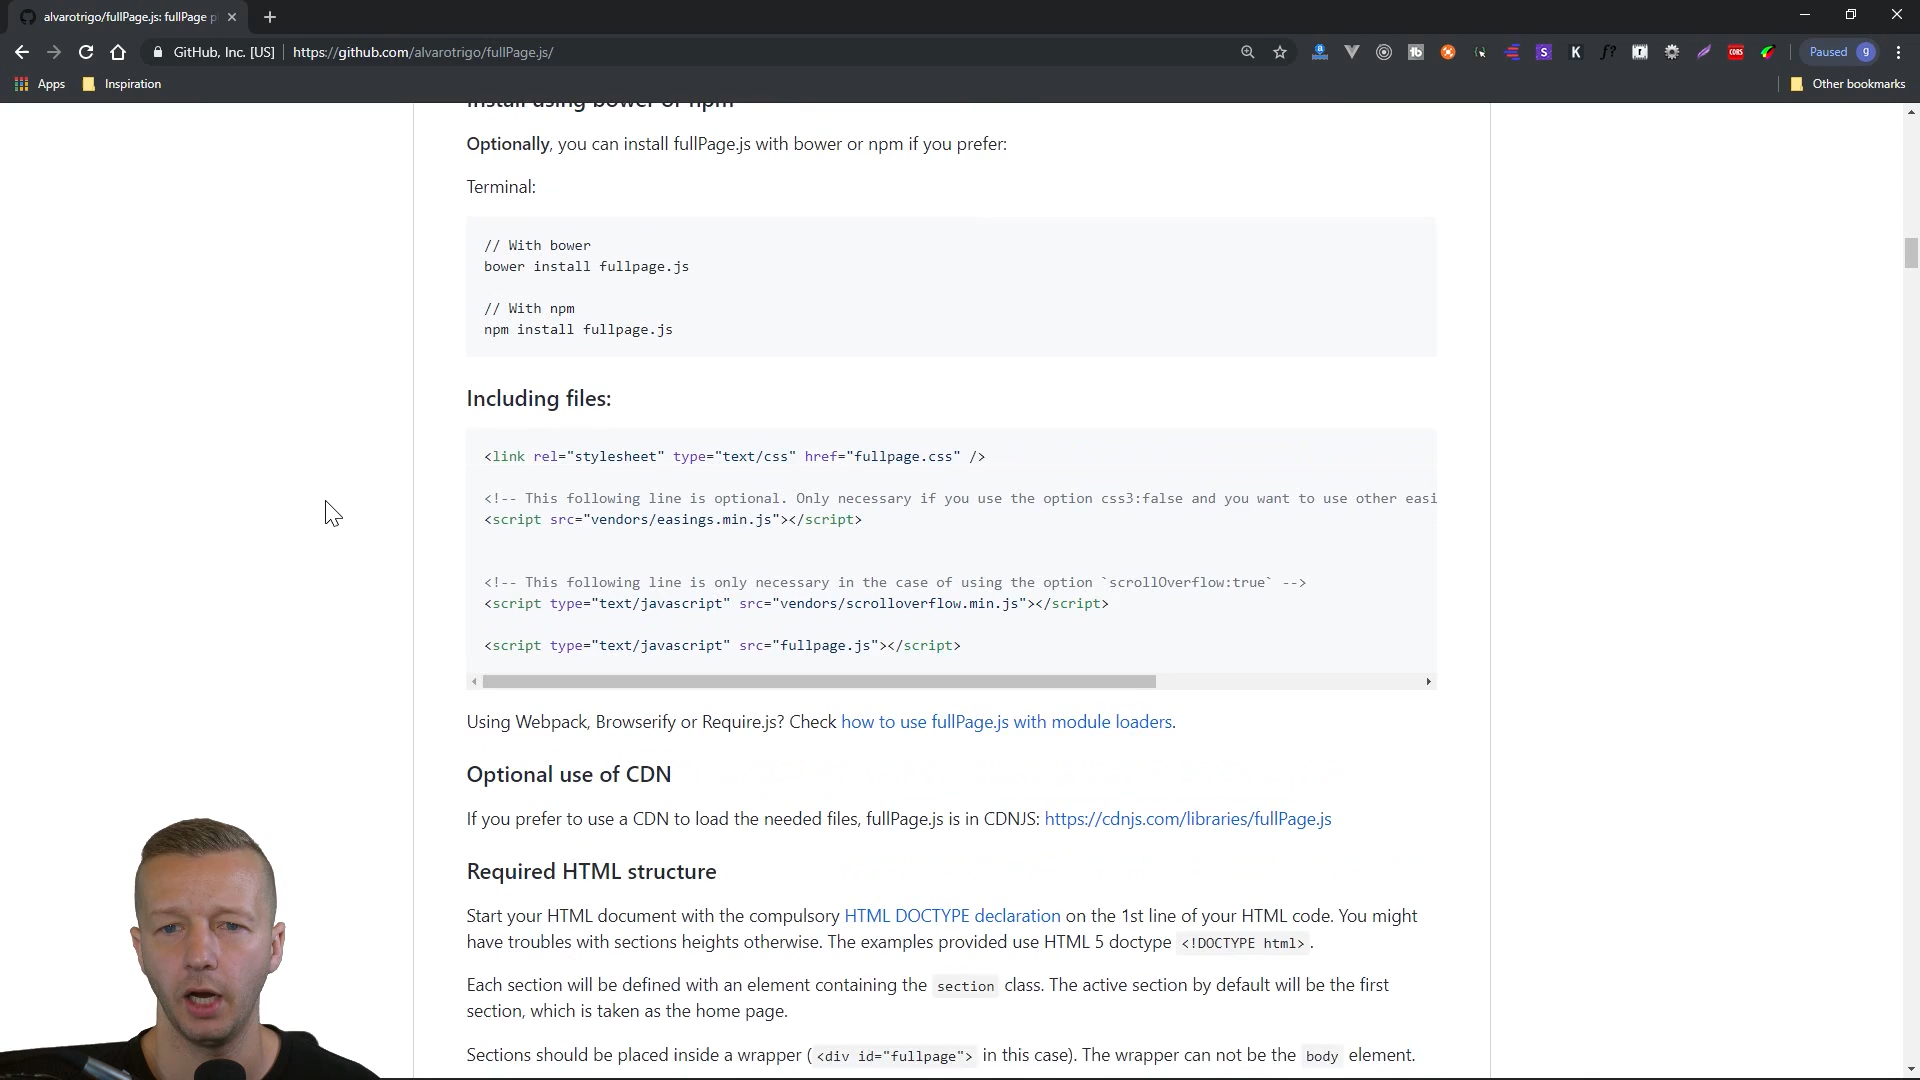 alvarotrigo/fullPage.js: fullPage p
GitHub, Inc. [US]
https://github.com/alvarotrigo/fullPage.js/
Paused
g
Apps
Inspiration
Other bookmarks
Install using bower or npm
Optionally, you can install fullPage.js with bower or npm if you prefer:
Terminal:
// With bower
bower install fullpage.js
// With npm
npm install fullpage.js
Including files:
<link rel="stylesheet" type="text/css" href="fullpage.css" />
<!-- This following line is optional. Only necessary if you use the option css3:false and you want to use other easi
<script src="vendors/easings.min.js"></script>
<!-- This following line is only necessary in the case of using the option `scrollOverflow:true` -->
<script type="text/javascript" src="vendors/scrolloverflow.min.js"></script>
<script type="text/javascript" src="fullpage.js"></script>
Using Webpack, Browserify or Require.js? Check how to use fullPage.js with module loaders.
Optional use of CDN
If you prefer to use a CDN to load the needed files, fullPage.js is in CDNJS: https://cdnjs.com/libraries/fullPage.js
Required HTML structure
Start your HTML document with the compulsory HTML DOCTYPE declaration on the 1st line of your HTML code. You might
have troubles with sections heights otherwise. The examples provided use HTML 5 doctype <!DOCTYPE html>.
Each section will be defined with an element containing the section class. The active section by default will be the first
section, which is taken as the home page.
Sections should be placed inside a wrapper (<div id="fullpage"> in this case). The wrapper can not be the body element.